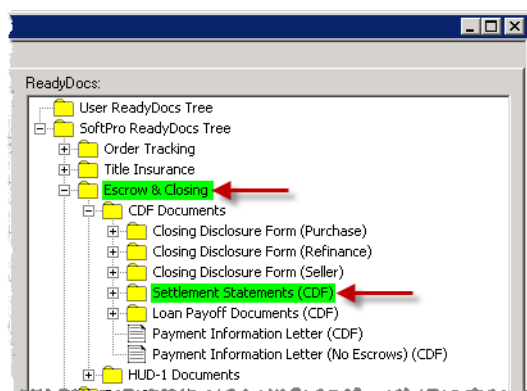 ReadyDocs:
User ReadyDocs Tree
SoftPro ReadyDocs Tree
Order Tracking
Title Insurance
Escrow & Closing
CDF Documents
Closing Disclosure Form (Purchase)
Closing Disclosure Form (Refinance)
Closing Disclosure Form (Seller)
Settlement Statements (CDF)
Loan Payoff Documents (CDF)
Payment Information Letter (CDF)
Payment Information Letter (No Escrows) (CDF)
HUD-1 Documents